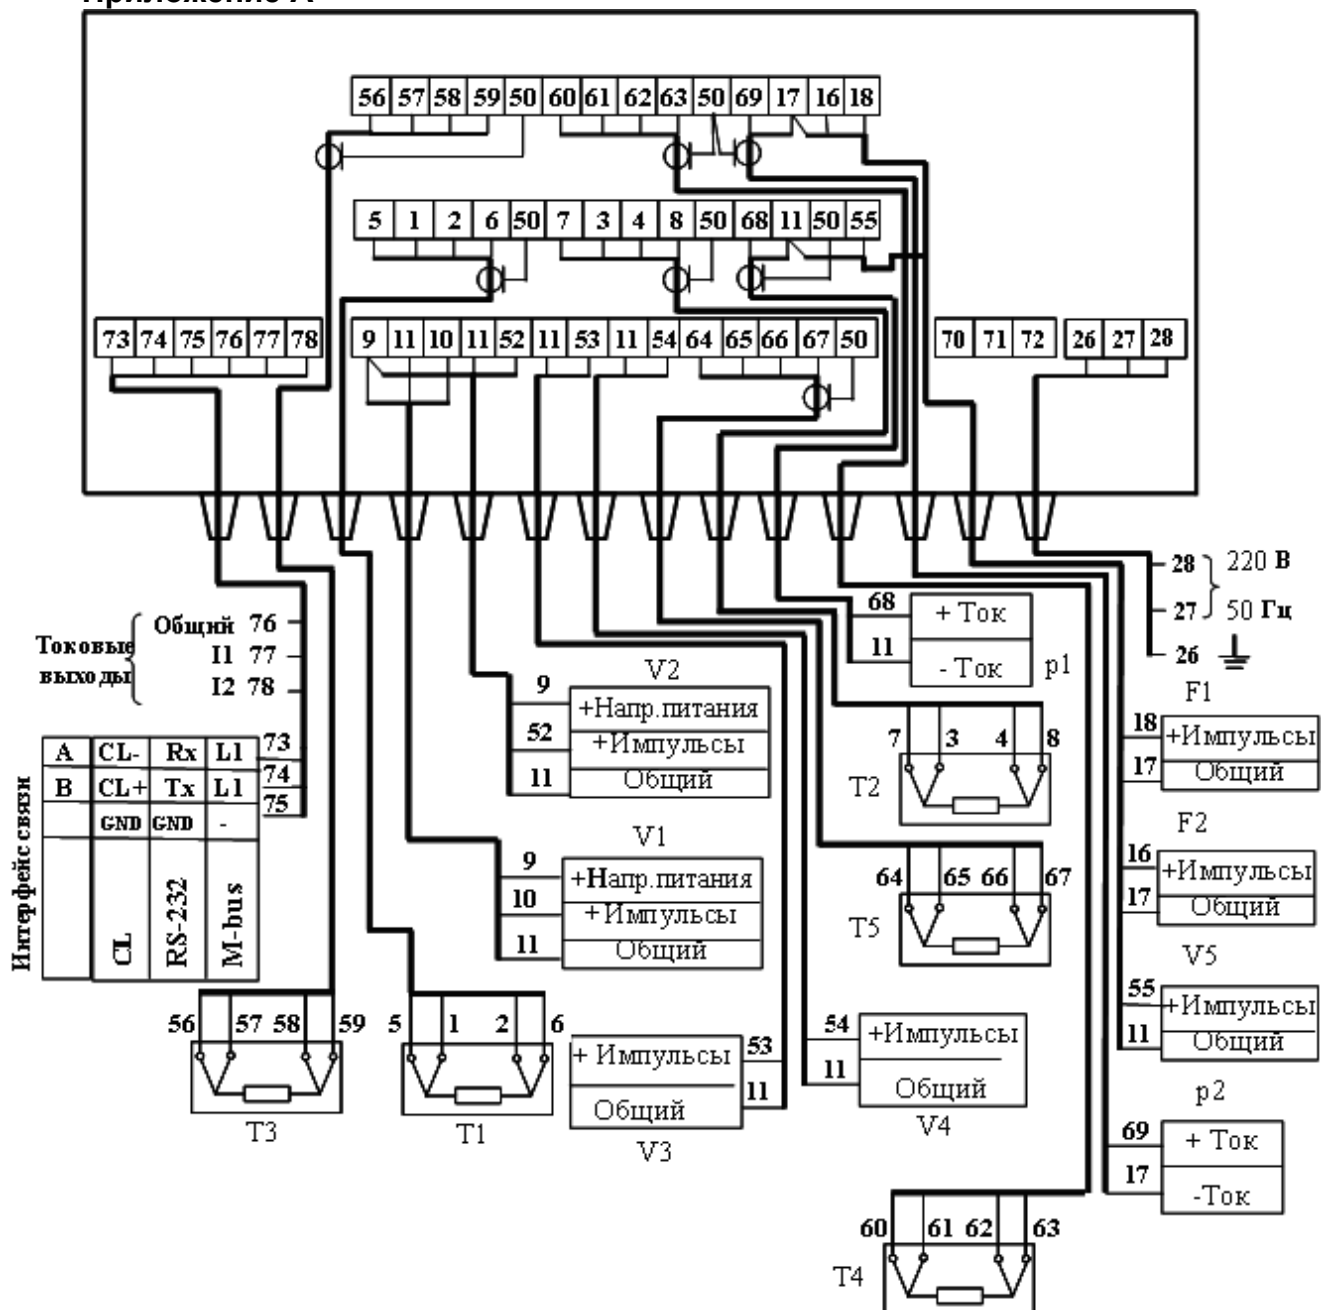 Приложение А
56 57 58 59 50 60 61 62 63 50 69 17 16 18
5 1 2 6 50 7 3 4 8 50 68 11 50 55
73 74 75 76 77 78
9 11 10 11 52 11 53 11 54 64 65 66 67 50
70 71 72
26 27 28
28 220 В
27 50 Гц
26
Токовые выходы
Общий 76
I1 77
I2 78
Интерфейс связи
A CL- Rx L1 73
B CL+ Tx L1 74
GND GND - 75
CL
RS-232
M-bus
V2
9 +Напр.питания
52 +Импульсы
11 Общий
V1
9 +Напр.питания
10 +Импульсы
11 Общий
68 + Ток
11 - Ток
p1
7 3 4 8
T2
64 65 66 67
T5
F1
18 +Импульсы
17 Общий
F2
16 +Импульсы
17 Общий
V5
55 +Импульсы
11 Общий
p2
69 + Ток
17 -Ток
56 57 58 59
T3
5 1 2 6
T1
+ Импульсы 53
Общий 11
V3
54 +Импульсы
11 Общий
V4
60 61 62 63
T4